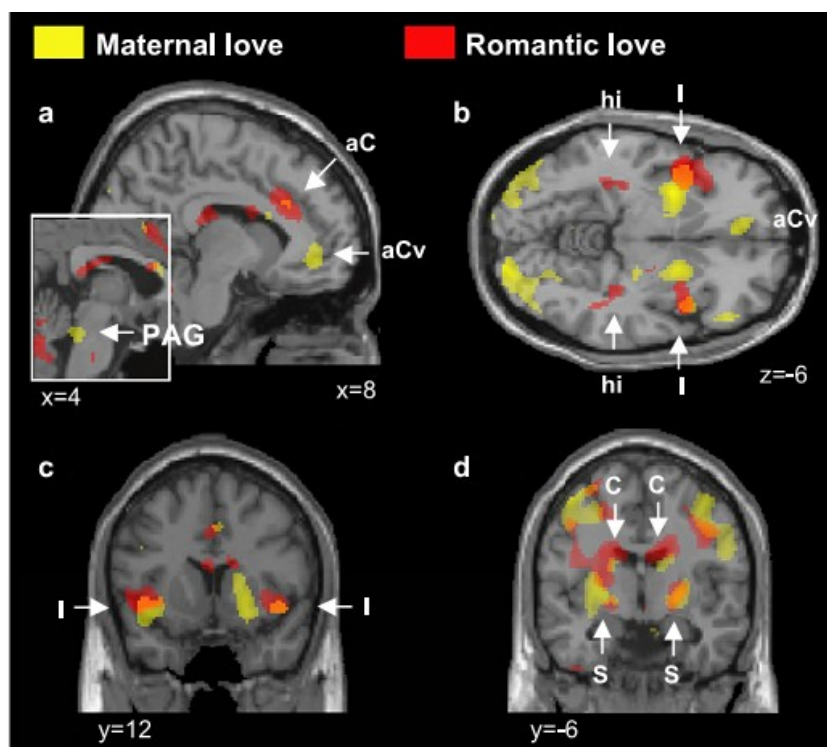 Maternal love
Romantic love
a
aC
aCv
PAG
x=4
x=8
b
hi
I
aCv
hi
I
z=-6
c
I
I
y=12
d
C
C
S
S
y=-6